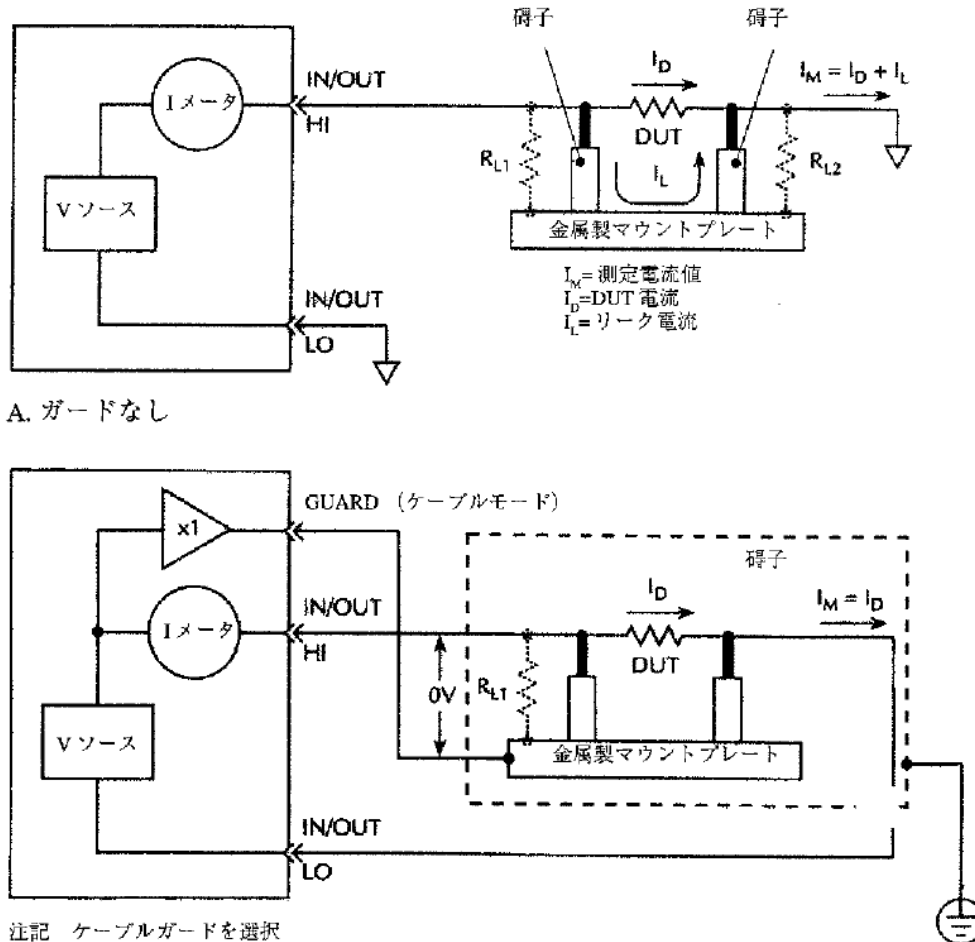 碍子
碍子
IN/OUT
I_D
I_M = I_D + I_L
Iメータ
HI
DUT
R_L1
I_L
R_L2
Vソース
金属製マウントプレート
I_M= 測定電流値
I_D=DUT 電流
I_L= リーク電流
IN/OUT
LO
A. ガードなし
GUARD (ケーブルモード)
x1
碍子
IN/OUT
I_D
I_M = I_D
Iメータ
HI
DUT
0V
R_L1
Vソース
金属製マウントプレート
IN/OUT
LO
注記 ケーブルガードを選択